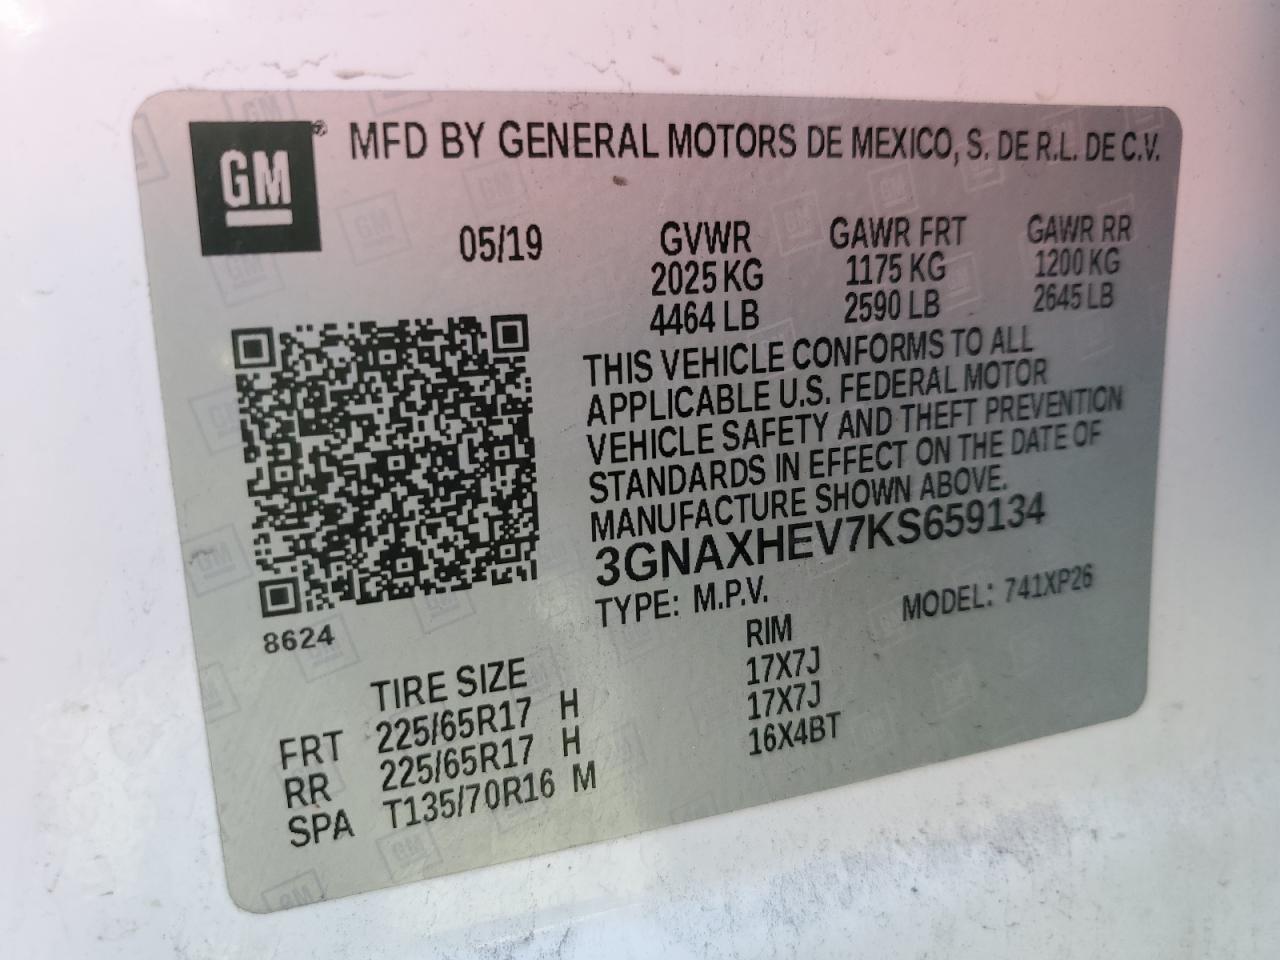 GM® MFD BY GENERAL MOTORS DE MEXICO, S. DE R.L. DE C.V.
05/19 GVWR GAWR FRT GAWR RR
2025 KG 1175 KG 1200 KG
4464 LB 2590 LB 2645 LB
THIS VEHICLE CONFORMS TO ALL
APPLICABLE U.S. FEDERAL MOTOR
VEHICLE SAFETY AND THEFT PREVENTION
STANDARDS IN EFFECT ON THE DATE OF
MANUFACTURE SHOWN ABOVE.
3GNAXHEV7KS659134
TYPE: M.P.V. MODEL: 741XP26
8624
TIRE SIZE RIM
FRT 225/65R17 H 17X7J
RR 225/65R17 H 17X7J
SPA T135/70R16 M 16X4BT